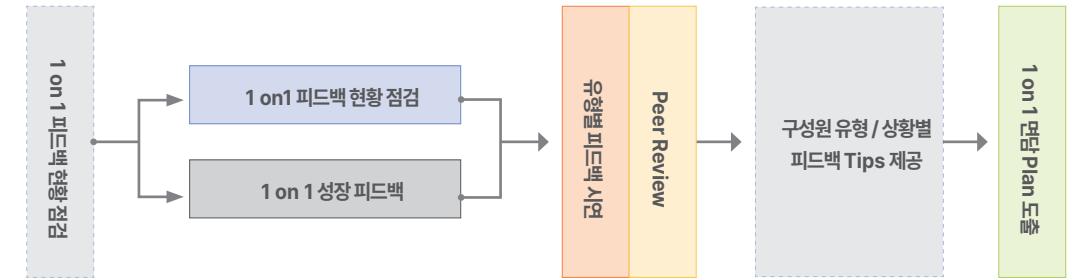 1 on 1 피드백 현황 점검
1 on1 피드백 현황 점검
1 on 1 성장 피드백
유형별 피드백 시연
Peer Review
구성원 유형 / 상황별
피드백 Tips 제공
1 on 1 면담 Plan 도출